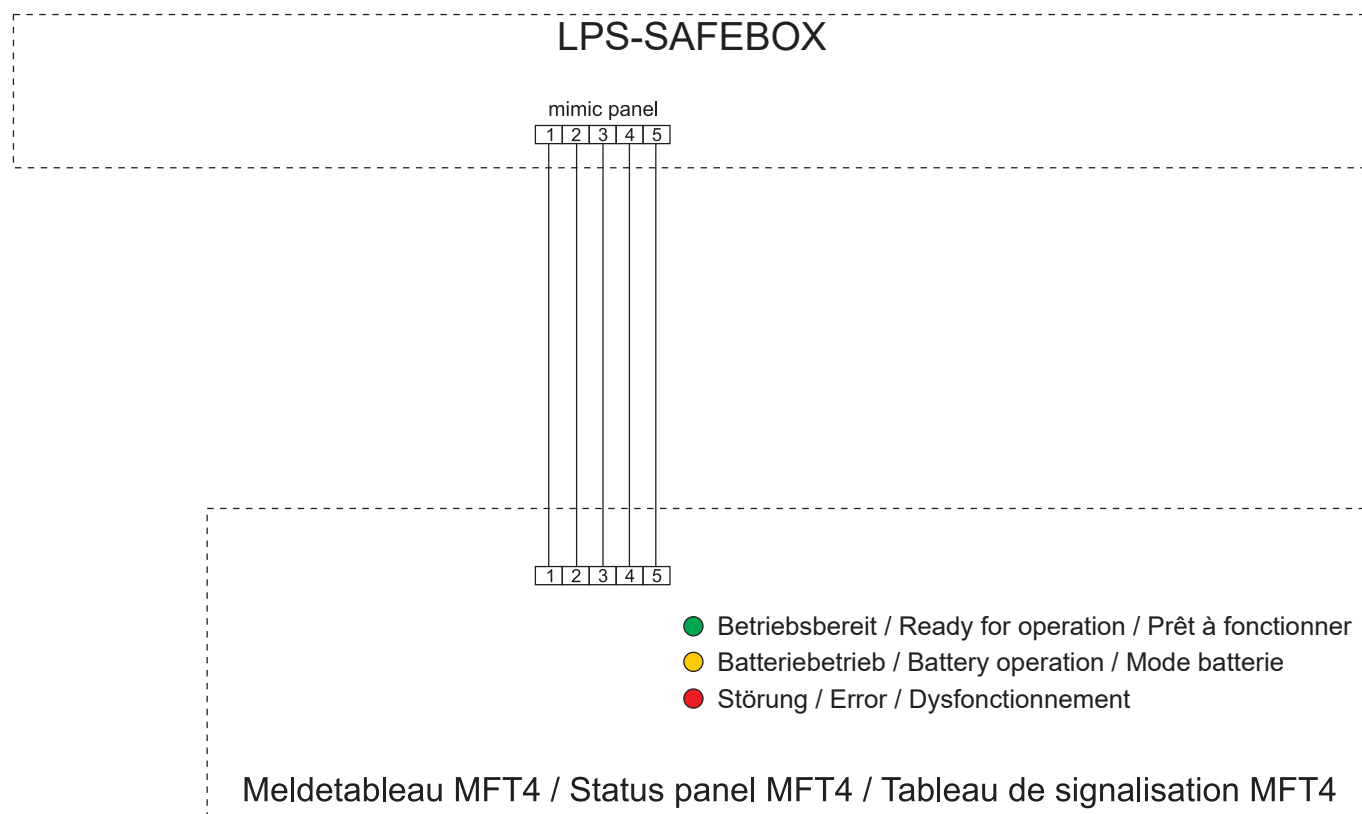 LPS-SAFEBOX
mimic panel
1 2 3 4 5
1 2 3 4 5
Betriebsbereit / Ready for operation / Prêt à fonctionner
Batteriebetrieb / Battery operation / Mode batterie
Störung / Error / Dysfonctionnement
Meldetableau MFT4 / Status panel MFT4 / Tableau de signalisation MFT4